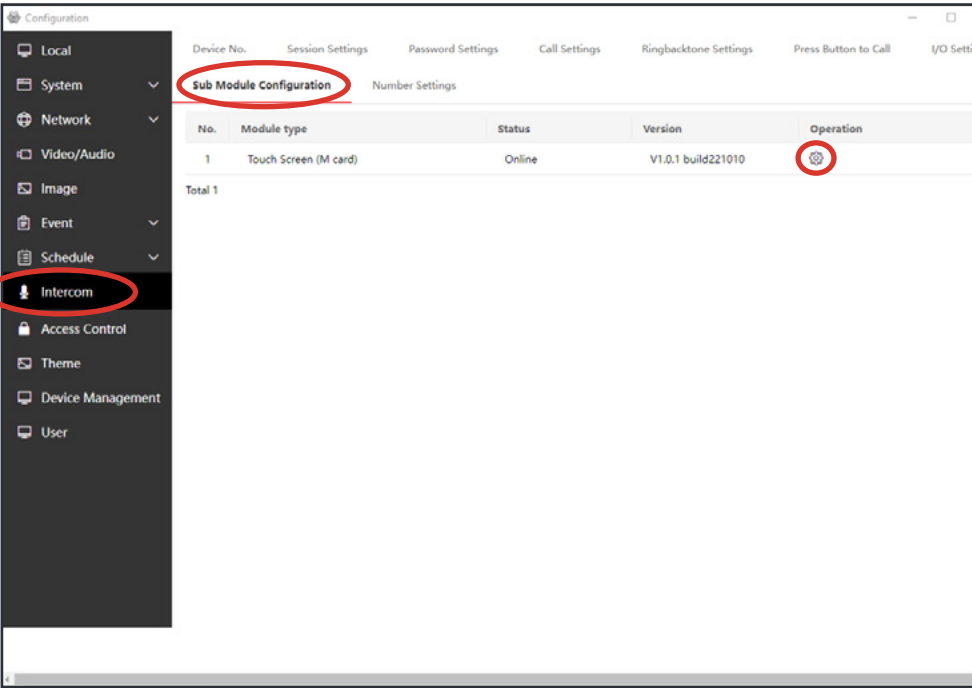 Configuration
Local
System
Network
Video/Audio
Image
Event
Schedule
Intercom
Access Control
Theme
Device Management
User
Device No. Session Settings Password Settings Call Settings Ringbacktone Settings Press Button to Call I/O Setti
Sub Module Configuration Number Settings
No. Module type Status Version Operation
1 Touch Screen (M card) Online V1.0.1 build221010
Total 1